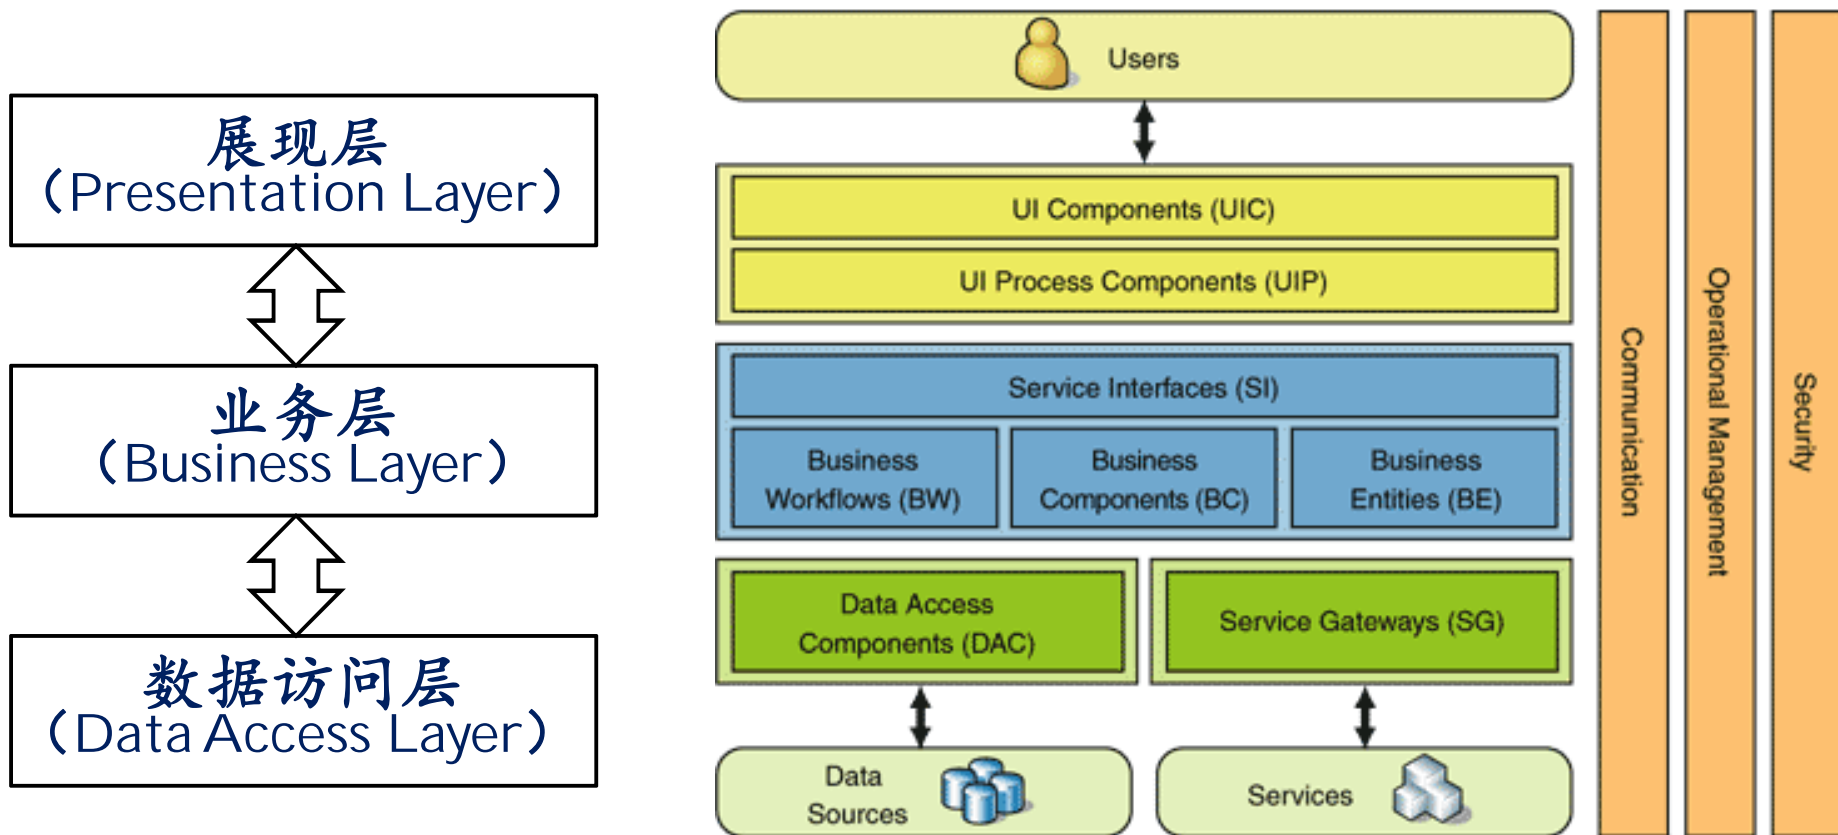 展现层
（Presentation Layer）
业务层
（Business Layer）
数据访问层
（Data Access Layer）
Users
UI Components (UIC)
UI Process Components (UIP)
Service Interfaces (SI)
Business
Workflows (BW)
Business
Components (BC)
Business
Entities (BE)
Data Access
Components (DAC)
Service Gateways (SG)
Data
Sources
Services
Communication
Operational Management
Security